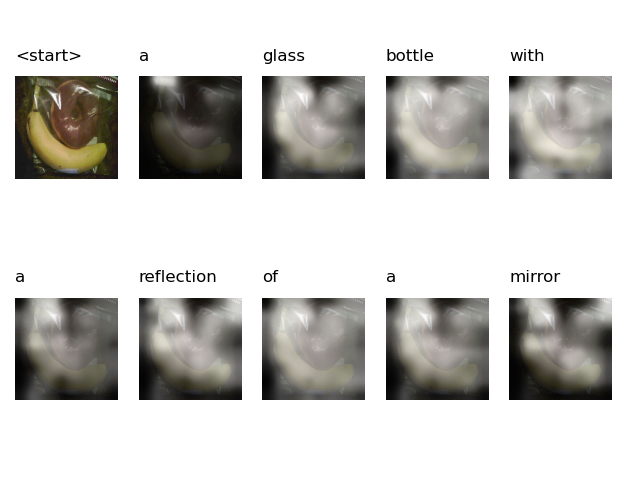 <start> a glass bottle with
a reflection of a mirror